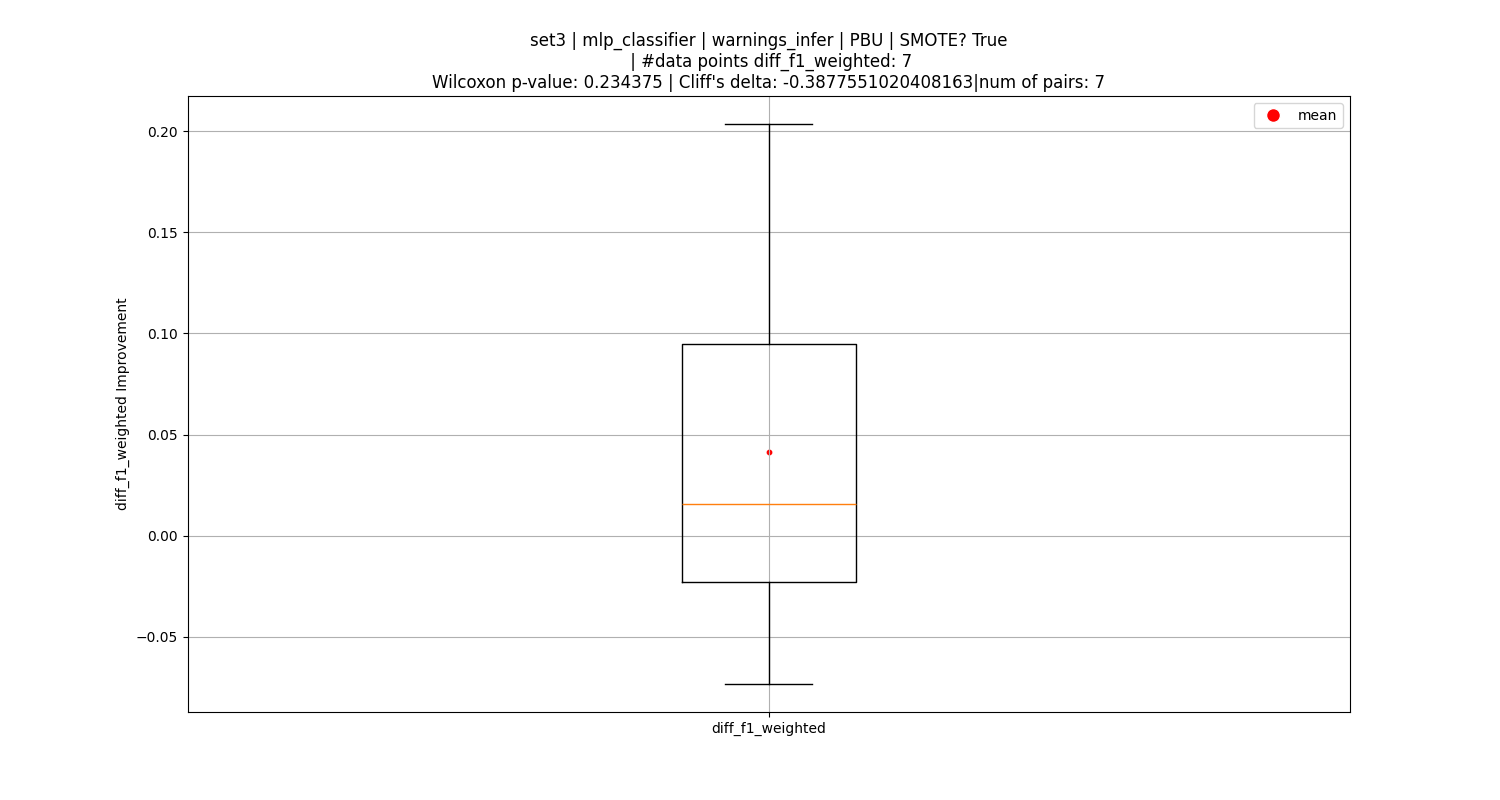 set3 | mlp_classifier | warnings_infer | PBU | SMOTE? True
| #data points diff_f1_weighted: 7
Wilcoxon p-value: 0.234375 | Cliff's delta: -0.3877551020408163|num of pairs: 7
mean
0.20
0.15
0.10
0.05
0.00
−0.05
diff_f1_weighted Improvement
diff_f1_weighted